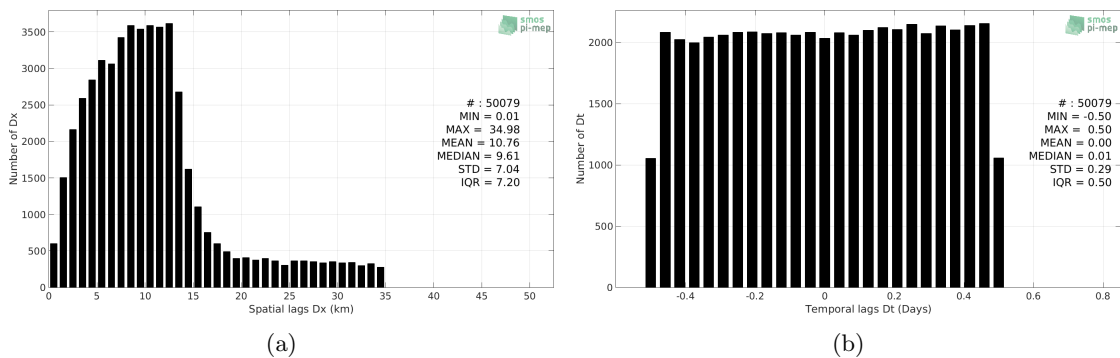 smos
pi-mep
3500
3000
2500
2000
1500
1000
500
0
Number of Dx
# : 50079
MIN = 0.01
MAX = 34.98
MEAN = 10.76
MEDIAN = 9.61
STD = 7.04
IQR = 7.20
0 5 10 15 20 25 30 35 40 45 50
Spatial lags Dx (km)
(a)
smos
pi-mep
2000
1500
1000
500
0
Number of Dt
# : 50079
MIN = -0.50
MAX = 0.50
MEAN = 0.00
MEDIAN = 0.01
STD = 0.29
IQR = 0.50
-0.4 -0.2 0 0.2 0.4 0.6 0.8
Temporal lags Dt (Days)
(b)